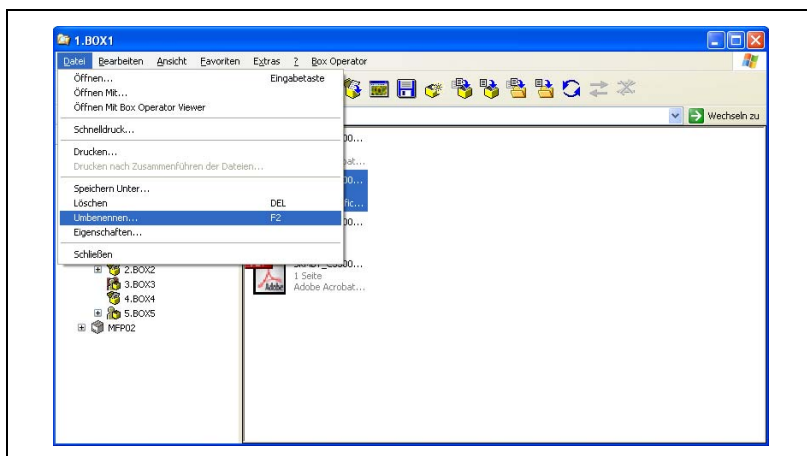 1.BOX1
Datei Bearbeiten Ansicht Favoriten Extras ? Box Operator
Öffnen... Eingabetaste
Öffnen Mit...
Öffnen Mit Box Operator Viewer
Schnelldruck...
Wechseln zu
Drucken...
Drucken nach Zusammenführen der Dateien...
Speichern Unter...
Löschen DEL
Umbenennen... F2
Eigenschaften...
Schließen
2.BOX2
1 Seite
3.BOX3
Adobe Acrobat...
4.BOX4
5.BOX5
MFP02